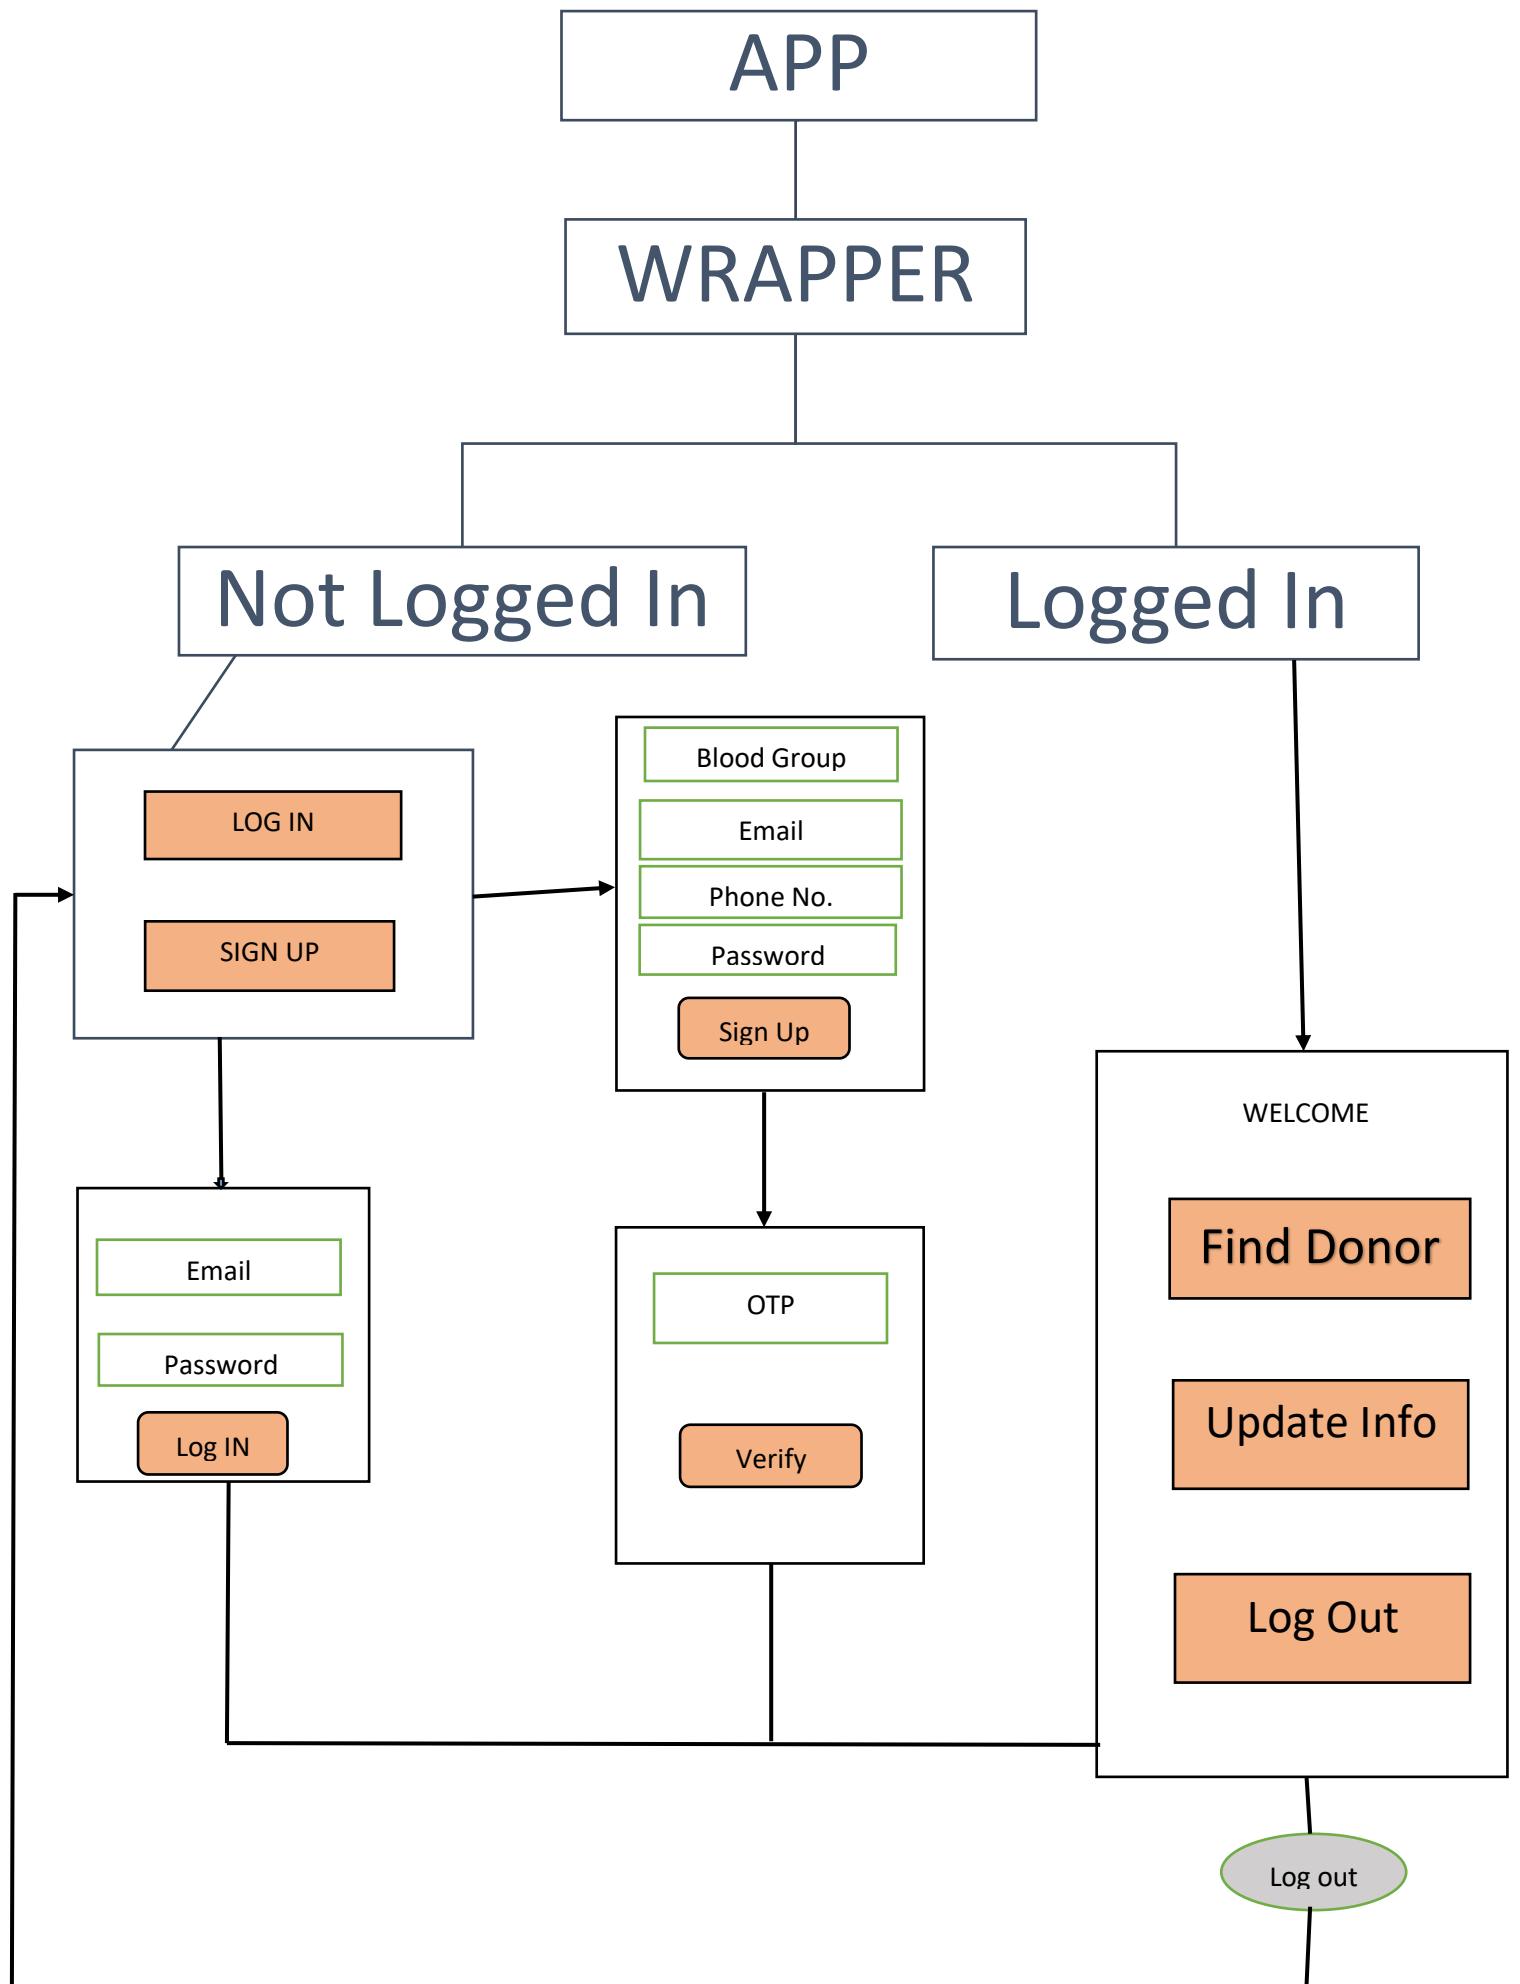 APP
WRAPPER
Not Logged In
Logged In
LOG IN
SIGN UP
Blood Group
Email
Phone No.
Password
Sign Up
Email
Password
Log IN
OTP
Verify
WELCOME
Find Donor
Update Info
Log Out
Log out